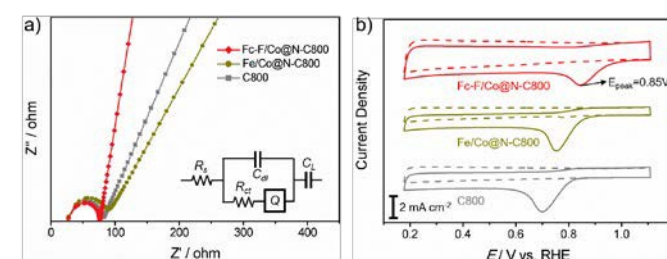 a)
Z'' / ohm
Fc-F/Co@N-C800
Fe/Co@N-C800
C800
Rs
Cdl
CL
Rct
Q
0 100 200 300 400
Z' / ohm
b)
Current Density
Fc-F/Co@N-C800
Epeak=0.85V
Fe/Co@N-C800
C800
2 mA cm-2
0.2 0.4 0.6 0.8 1.0
E / V vs. RHE